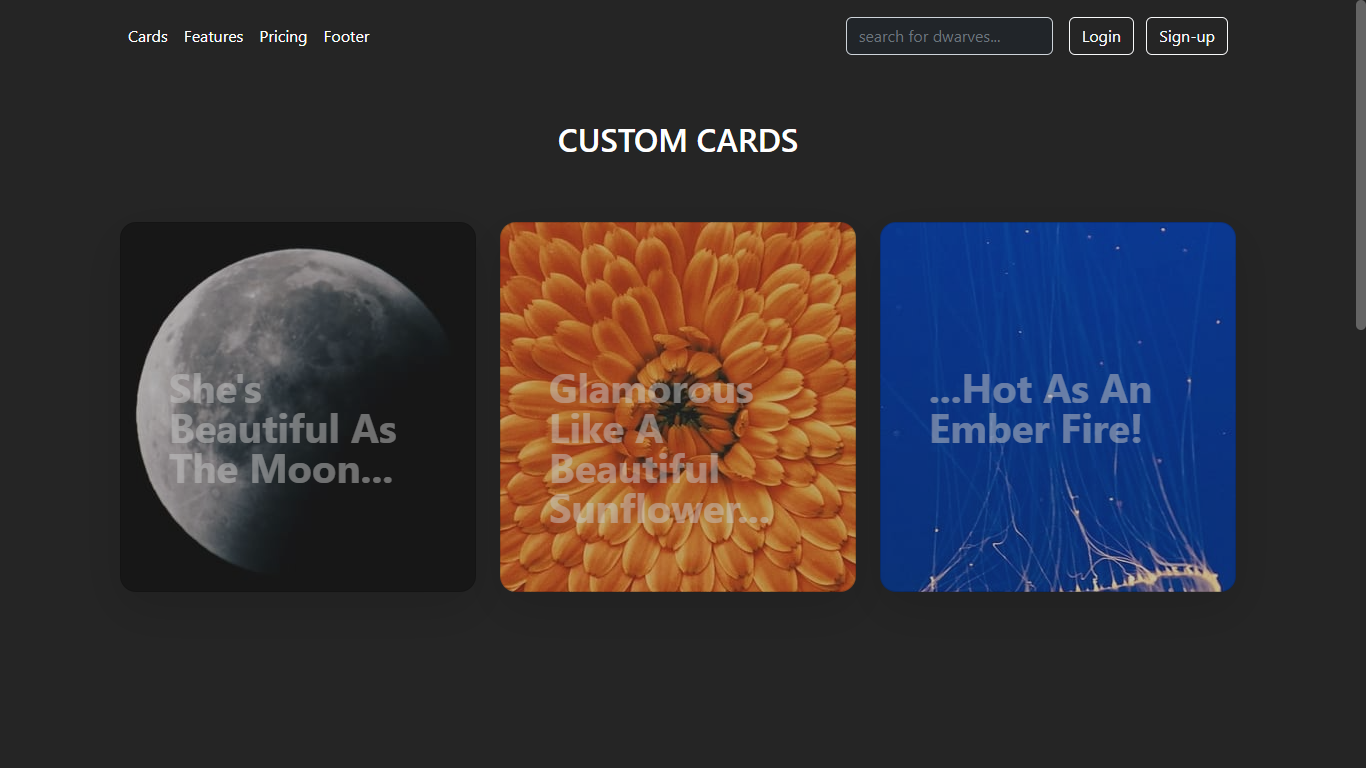 Cards Features Pricing Footer search for dwarves... Login Sign-up
CUSTOM CARDS
She's
Beautiful As
The Moon...
Glamorous
Like A
Beautiful
Sunflower...
...Hot As An
Ember Fire!